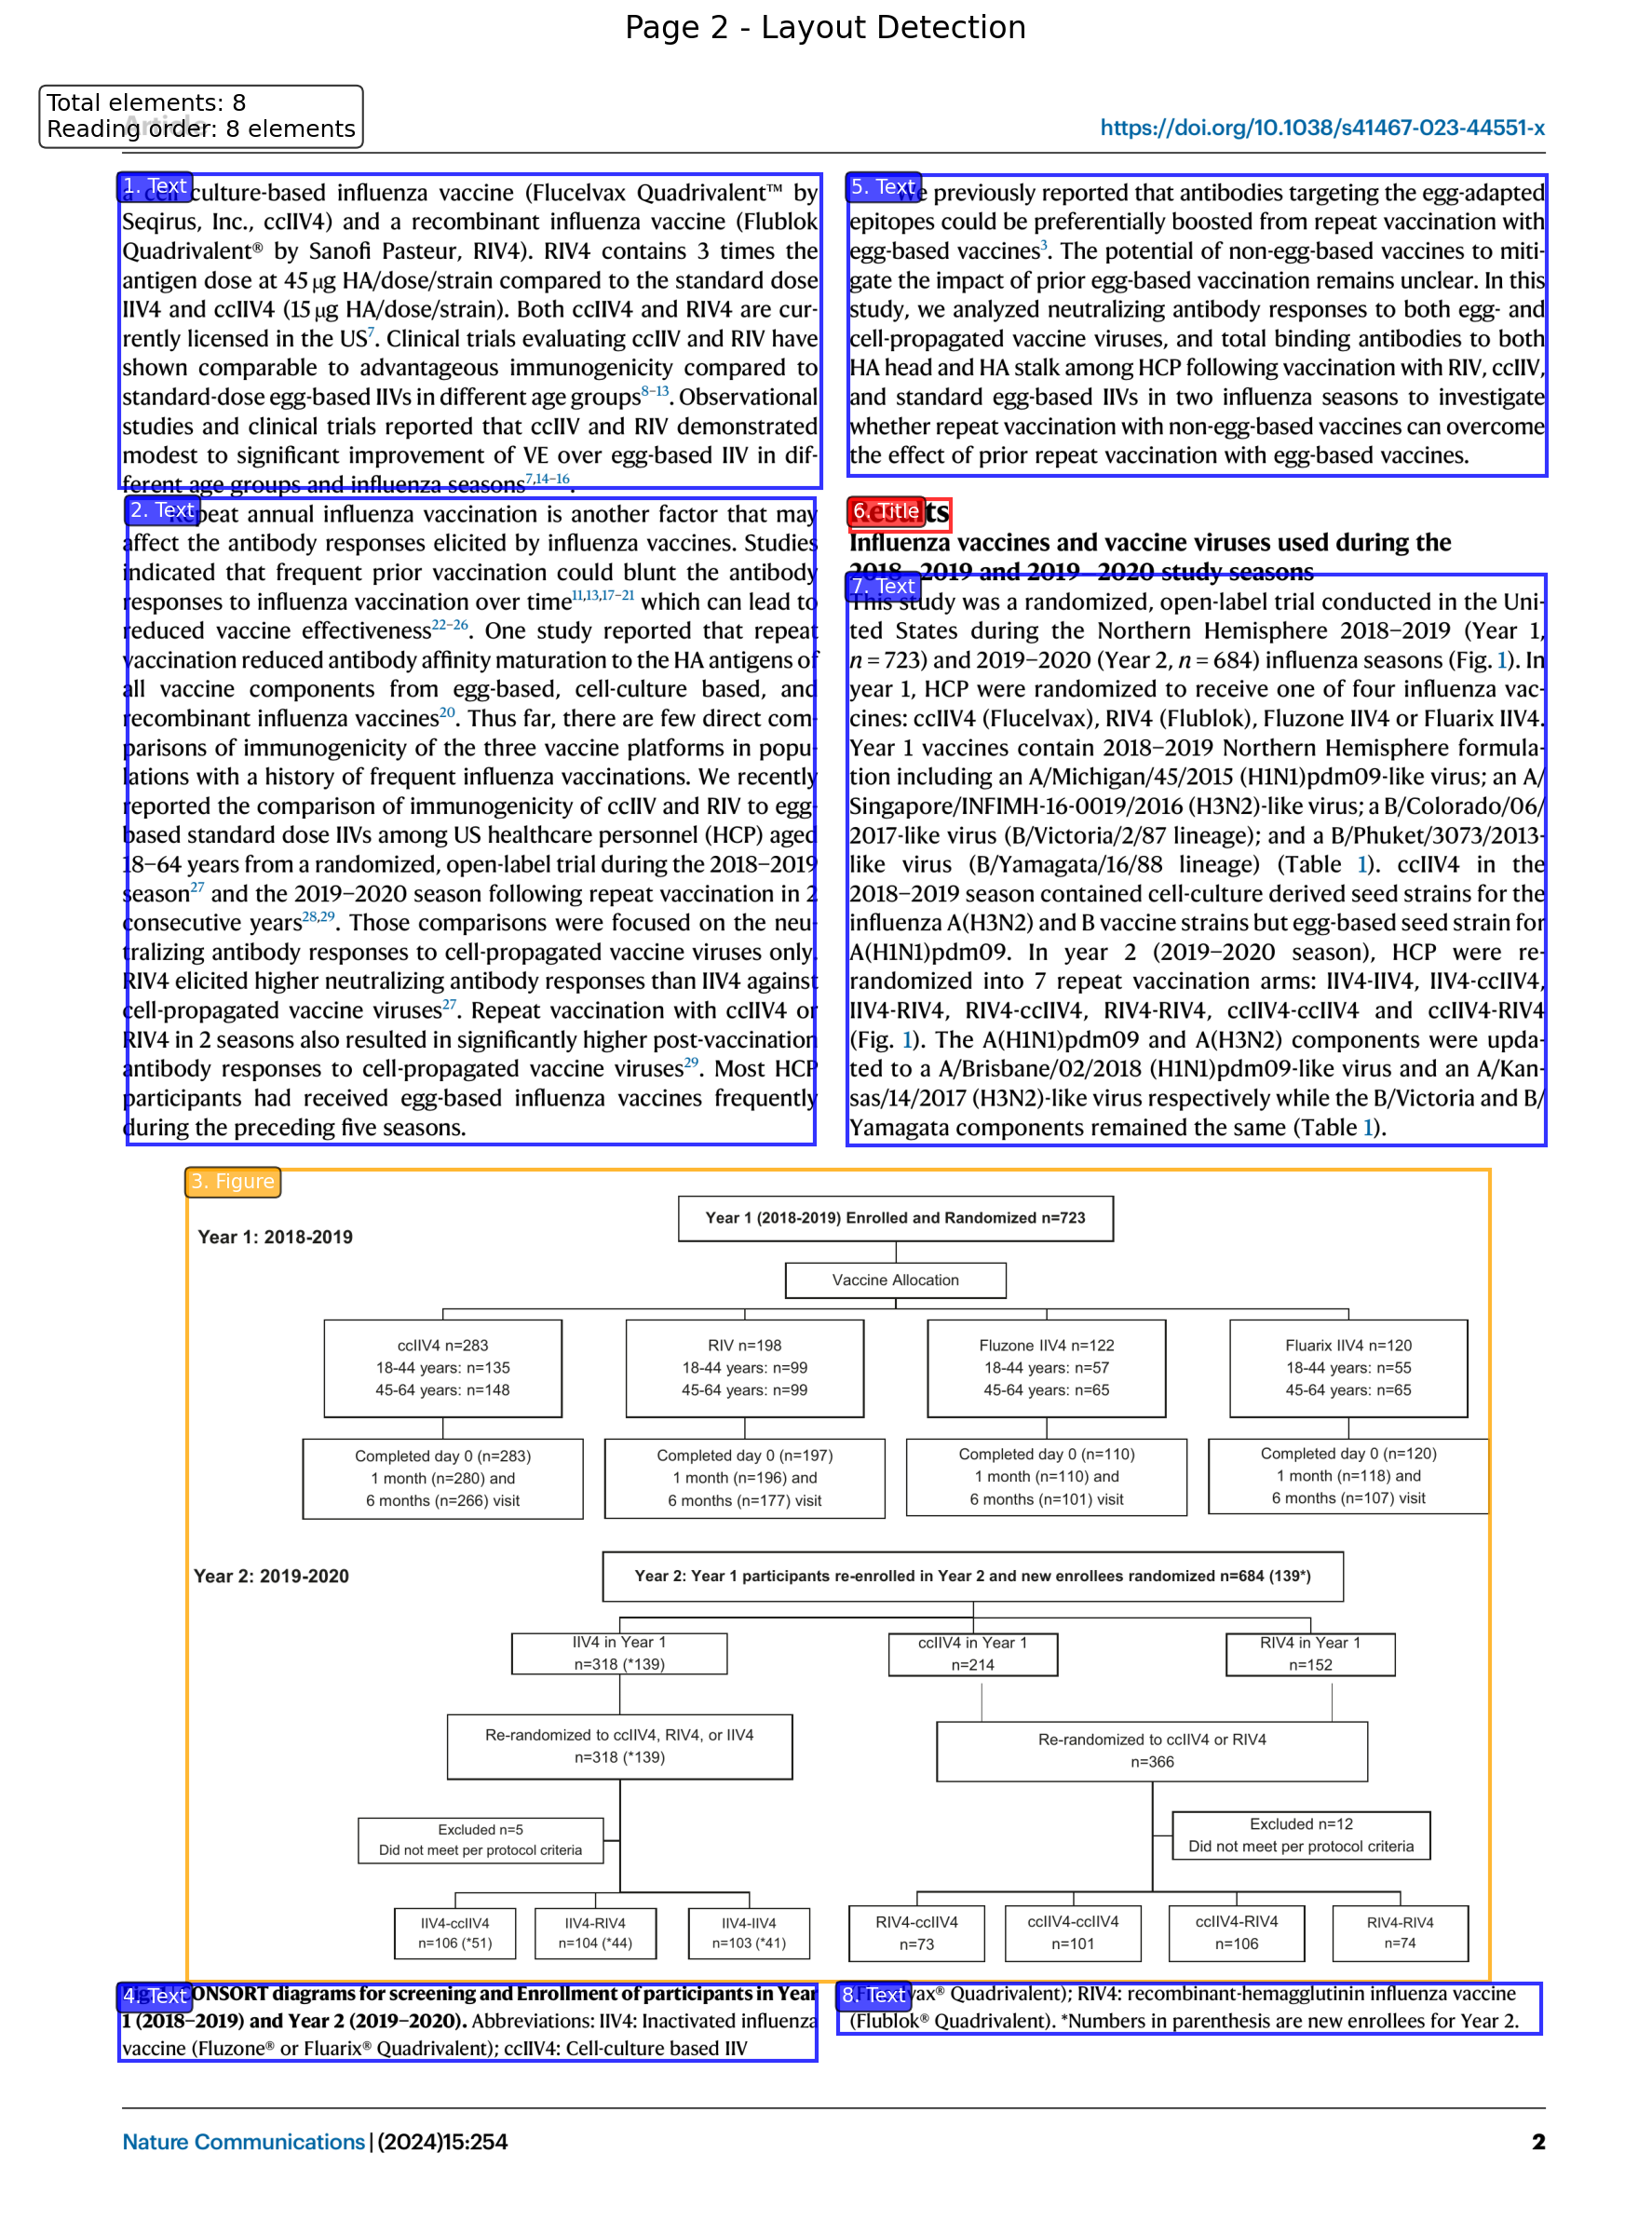 Page 2 - Layout Detection
Total elements: 8
Reading order: 8 elements
Article
https://doi.org/10.1038/s41467-023-44551-x
1. Text
a cell culture-based influenza vaccine (Flucelvax Quadrivalent™ by
Seqirus, Inc., ccIIV4) and a recombinant influenza vaccine (Flublok
Quadrivalent® by Sanofi Pasteur, RIV4). RIV4 contains 3 times the
antigen dose at 45 µg HA/dose/strain compared to the standard dose
IIV4 and ccIIV4 (15 µg HA/dose/strain). Both ccIIV4 and RIV4 are cur-
rently licensed in the US7. Clinical trials evaluating ccIIV and RIV have
shown comparable to advantageous immunogenicity compared to
standard-dose egg-based IIVs in different age groups8–13. Observational
studies and clinical trials reported that ccIIV and RIV demonstrated
modest to significant improvement of VE over egg-based IIV in dif-
ferent age groups and influenza seasons7,14–16.
2. Text
Repeat annual influenza vaccination is another factor that may
affect the antibody responses elicited by influenza vaccines. Studies
indicated that frequent prior vaccination could blunt the antibody
responses to influenza vaccination over time11,13,17–21 which can lead to
reduced vaccine effectiveness22–26. One study reported that repeat
vaccination reduced antibody affinity maturation to the HA antigens of
all vaccine components from egg-based, cell-culture based, and
recombinant influenza vaccines20. Thus far, there are few direct com-
parisons of immunogenicity of the three vaccine platforms in popu-
lations with a history of frequent influenza vaccinations. We recently
reported the comparison of immunogenicity of ccIIV and RIV to egg-
based standard dose IIVs among US healthcare personnel (HCP) aged
18–64 years from a randomized, open-label trial during the 2018–2019
season27 and the 2019–2020 season following repeat vaccination in 2
consecutive years28,29. Those comparisons were focused on the neu-
tralizing antibody responses to cell-propagated vaccine viruses only.
RIV4 elicited higher neutralizing antibody responses than IIV4 against
cell-propagated vaccine viruses27. Repeat vaccination with ccIIV4 or
RIV4 in 2 seasons also resulted in significantly higher post-vaccination
antibody responses to cell-propagated vaccine viruses29. Most HCP
participants had received egg-based influenza vaccines frequently
during the preceding five seasons.
5. Text
We previously reported that antibodies targeting the egg-adapted
epitopes could be preferentially boosted from repeat vaccination with
egg-based vaccines3. The potential of non-egg-based vaccines to miti-
gate the impact of prior egg-based vaccination remains unclear. In this
study, we analyzed neutralizing antibody responses to both egg- and
cell-propagated vaccine viruses, and total binding antibodies to both
HA head and HA stalk among HCP following vaccination with RIV, ccIIV,
and standard egg-based IIVs in two influenza seasons to investigate
whether repeat vaccination with non-egg-based vaccines can overcome
the effect of prior repeat vaccination with egg-based vaccines.
6. Title
Results
Influenza vaccines and vaccine viruses used during the
2018–2019 and 2019–2020 study seasons
7. Text
This study was a randomized, open-label trial conducted in the Uni-
ted States during the Northern Hemisphere 2018–2019 (Year 1,
n = 723) and 2019–2020 (Year 2, n = 684) influenza seasons (Fig. 1). In
year 1, HCP were randomized to receive one of four influenza vac-
cines: ccIIV4 (Flucelvax), RIV4 (Flublok), Fluzone IIV4 or Fluarix IIV4.
Year 1 vaccines contain 2018–2019 Northern Hemisphere formula-
tion including an A/Michigan/45/2015 (H1N1)pdm09-like virus; an A/
Singapore/INFIMH-16-0019/2016 (H3N2)-like virus; a B/Colorado/06/
2017-like virus (B/Victoria/2/87 lineage); and a B/Phuket/3073/2013-
like virus (B/Yamagata/16/88 lineage) (Table 1). ccIIV4 in the
2018–2019 season contained cell-culture derived seed strains for the
influenza A(H3N2) and B vaccine strains but egg-based seed strain for
A(H1N1)pdm09. In year 2 (2019–2020 season), HCP were re-
randomized into 7 repeat vaccination arms: IIV4-IIV4, IIV4-ccIIV4,
IIV4-RIV4, RIV4-ccIIV4, RIV4-RIV4, ccIIV4-ccIIV4 and ccIIV4-RIV4
(Fig. 1). The A(H1N1)pdm09 and A(H3N2) components were upda-
ted to a A/Brisbane/02/2018 (H1N1)pdm09-like virus and an A/Kan-
sas/14/2017 (H3N2)-like virus respectively while the B/Victoria and B/
Yamagata components remained the same (Table 1).
3. Figure
Year 1: 2018-2019
Year 1 (2018-2019) Enrolled and Randomized n=723
Vaccine Allocation
ccIIV4 n=283
18-44 years: n=135
45-64 years: n=148
RIV n=198
18-44 years: n=99
45-64 years: n=99
Fluzone IIV4 n=122
18-44 years: n=57
45-64 years: n=65
Fluarix IIV4 n=120
18-44 years: n=55
45-64 years: n=65
Completed day 0 (n=283)
1 month (n=280) and
6 months (n=266) visit
Completed day 0 (n=197)
1 month (n=196) and
6 months (n=177) visit
Completed day 0 (n=110)
1 month (n=110) and
6 months (n=101) visit
Completed day 0 (n=120)
1 month (n=118) and
6 months (n=107) visit
Year 2: 2019-2020
Year 2: Year 1 participants re-enrolled in Year 2 and new enrollees randomized n=684 (139*)
IIV4 in Year 1
n=318 (*139)
ccIIV4 in Year 1
n=214
RIV4 in Year 1
n=152
Re-randomized to ccIIV4, RIV4, or IIV4
n=318 (*139)
Re-randomized to ccIIV4 or RIV4
n=366
Excluded n=5
Did not meet per protocol criteria
Excluded n=12
Did not meet per protocol criteria
IIV4-ccIIV4
n=106 (*51)
IIV4-RIV4
n=104 (*44)
IIV4-IIV4
n=103 (*41)
RIV4-ccIIV4
n=73
ccIIV4-ccIIV4
n=101
ccIIV4-RIV4
n=106
RIV4-RIV4
n=74
4. Text
CONSORT diagrams for screening and Enrollment of participants in Year
1 (2018–2019) and Year 2 (2019–2020). Abbreviations: IIV4: Inactivated influenza
vaccine (Fluzone® or Fluarix® Quadrivalent); ccIIV4: Cell-culture based IIV
8. Text
(Flucelvax® Quadrivalent); RIV4: recombinant-hemagglutinin influenza vaccine
(Flublok® Quadrivalent). *Numbers in parenthesis are new enrollees for Year 2.
Nature Communications | (2024)15:254
2